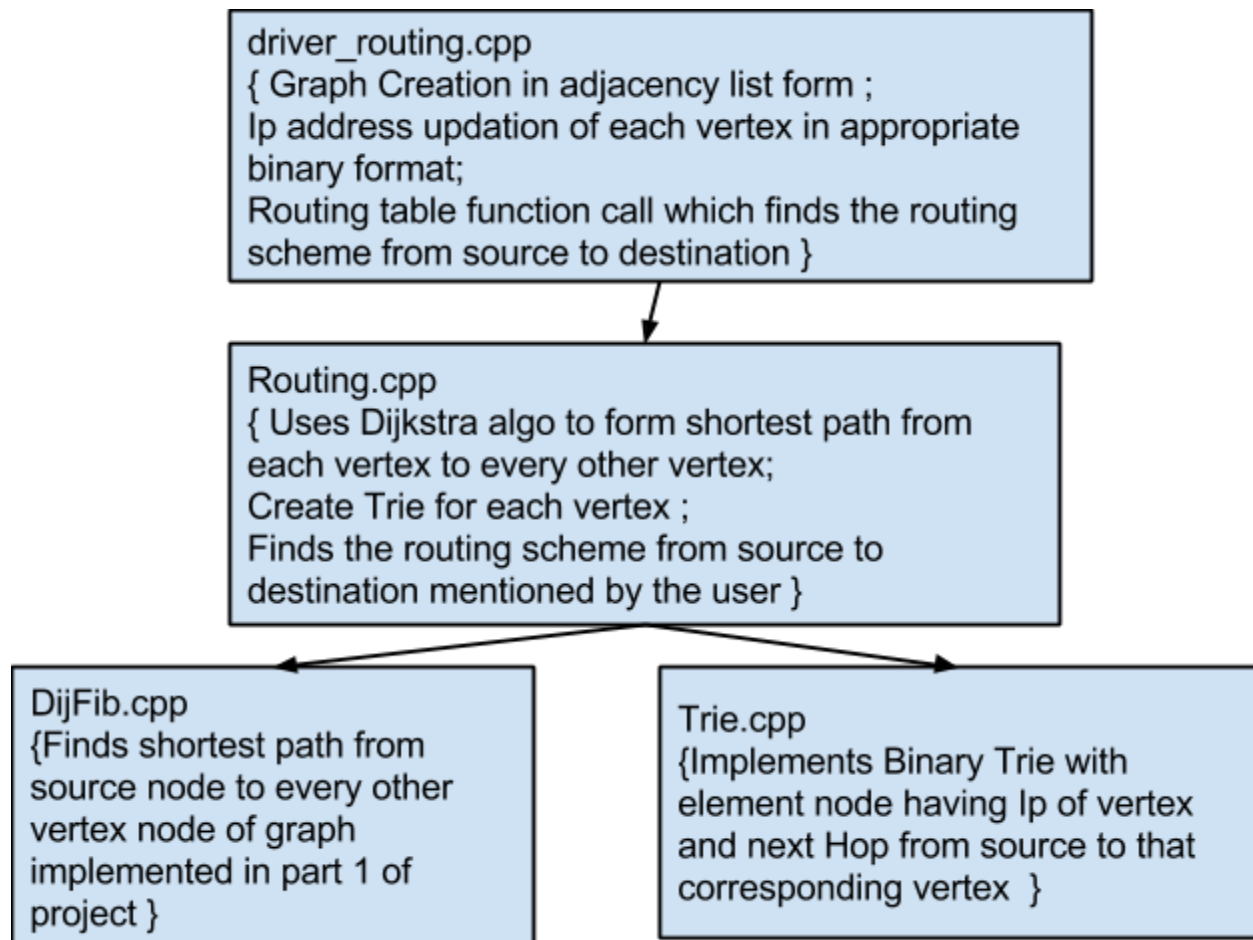 driver_routing.cpp
{ Graph Creation in adjacency list form ;
Ip address updation of each vertex in appropriate
binary format;
Routing table function call which finds the routing
scheme from source to destination }
Routing.cpp
{ Uses Dijkstra algo to form shortest path from
each vertex to every other vertex;
Create Trie for each vertex ;
Finds the routing scheme from source to
destination mentioned by the user }
DijFib.cpp
{Finds shortest path from
source node to every other
vertex node of graph
implemented in part 1 of
project }
Trie.cpp
{Implements Binary Trie with
element node having Ip of vertex
and next Hop from source to that
corresponding vertex  }